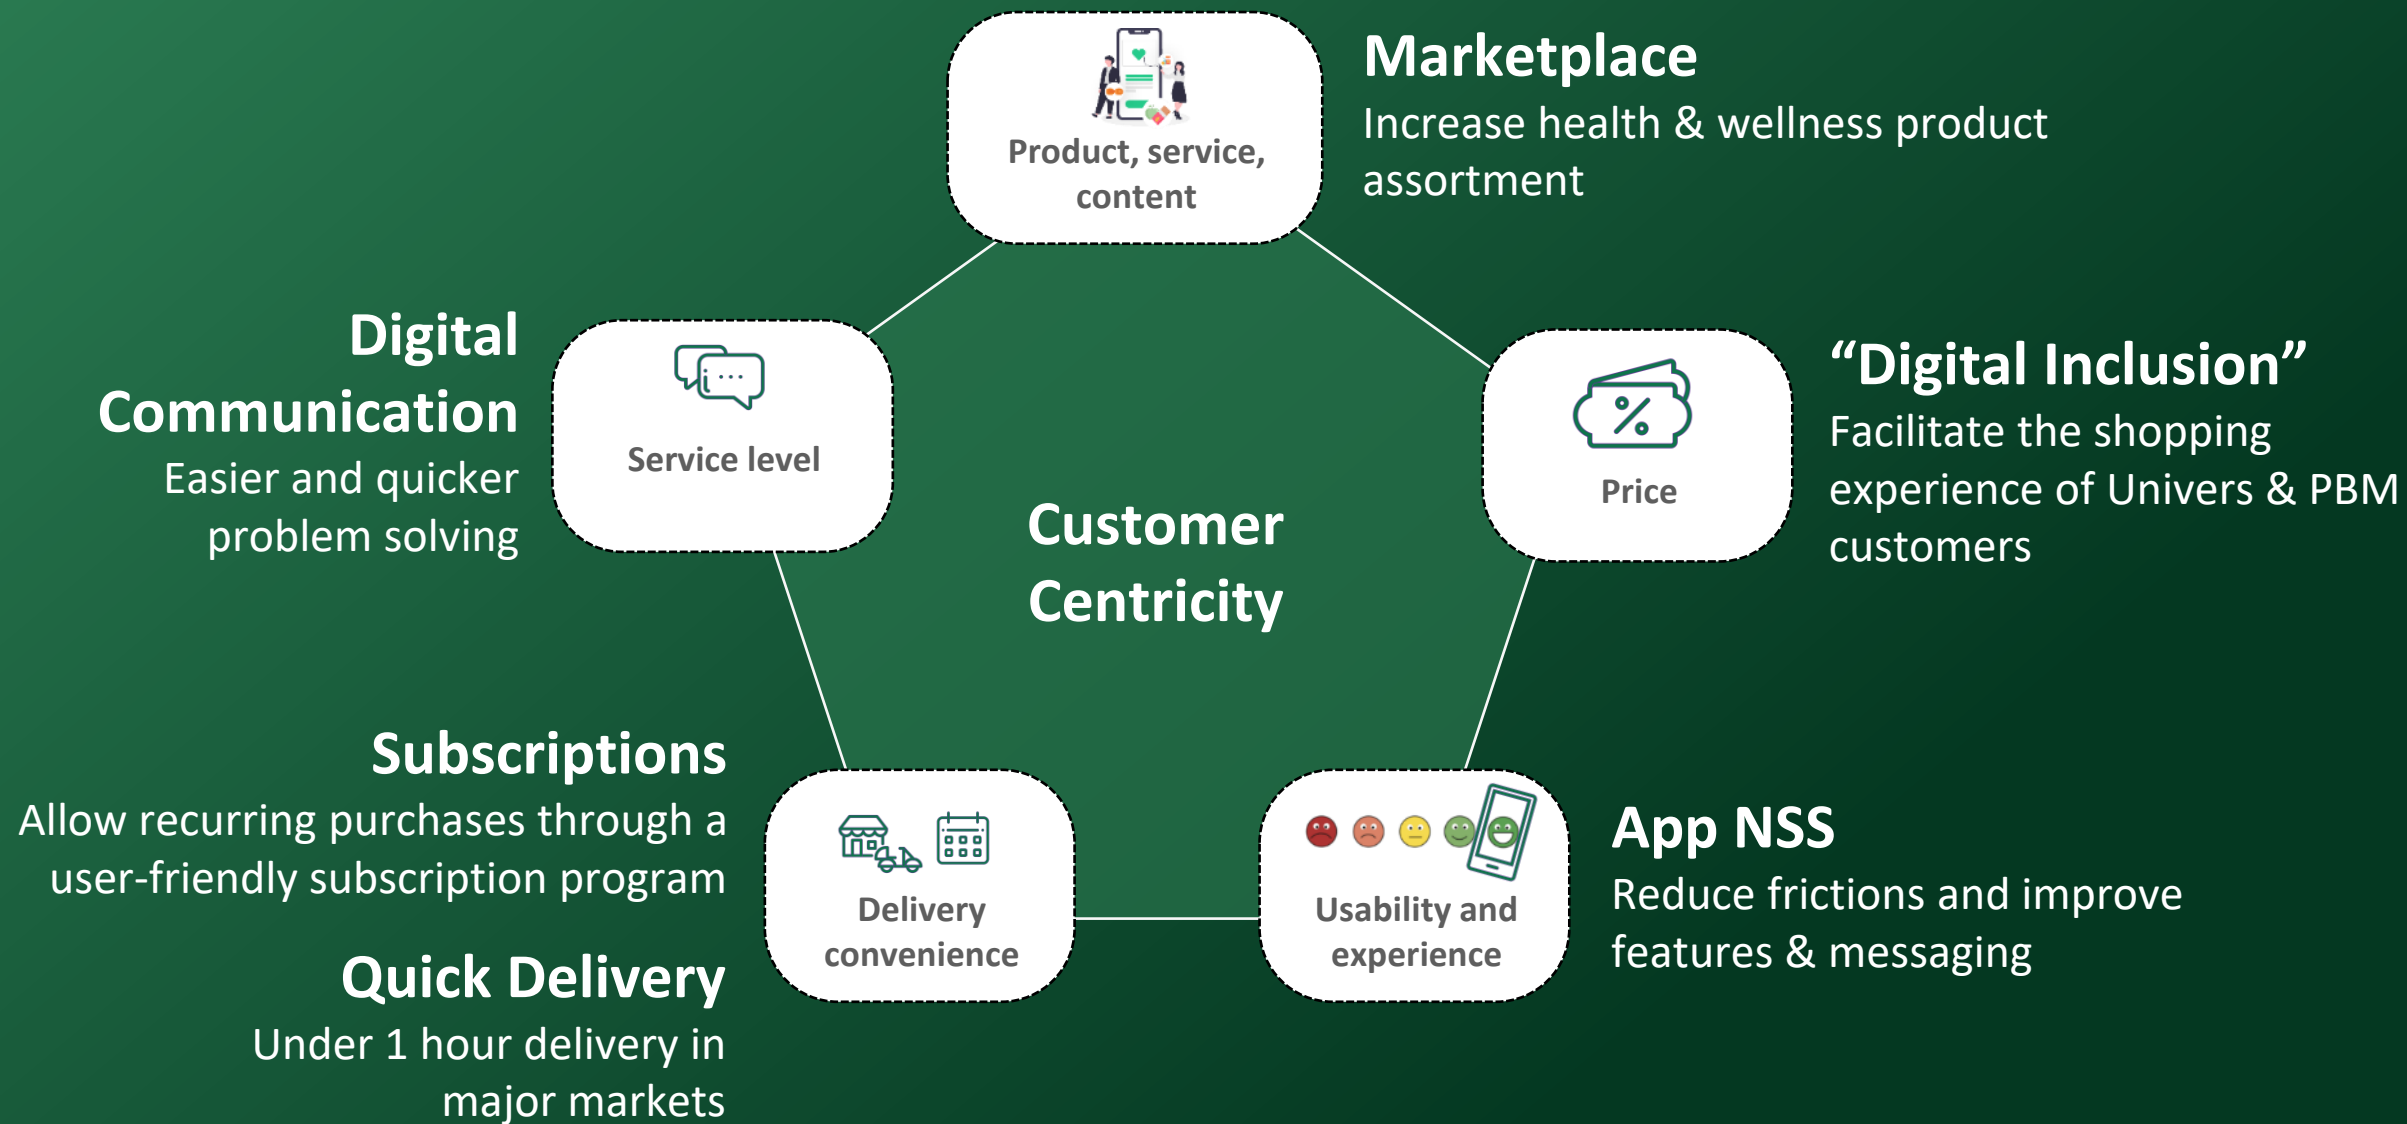 Product, service,
content
Marketplace
Increase health & wellness product
assortment
Digital
Communication
Easier and quicker
problem solving
Service level
Customer
Centricity
Price
“Digital Inclusion”
Facilitate the shopping
experience of Univers & PBM
customers
Subscriptions
Allow recurring purchases through a
user-friendly subscription program
Quick Delivery
Under 1 hour delivery in
major markets
Delivery
convenience
Usability and
experience
App NSS
Reduce frictions and improve
features & messaging